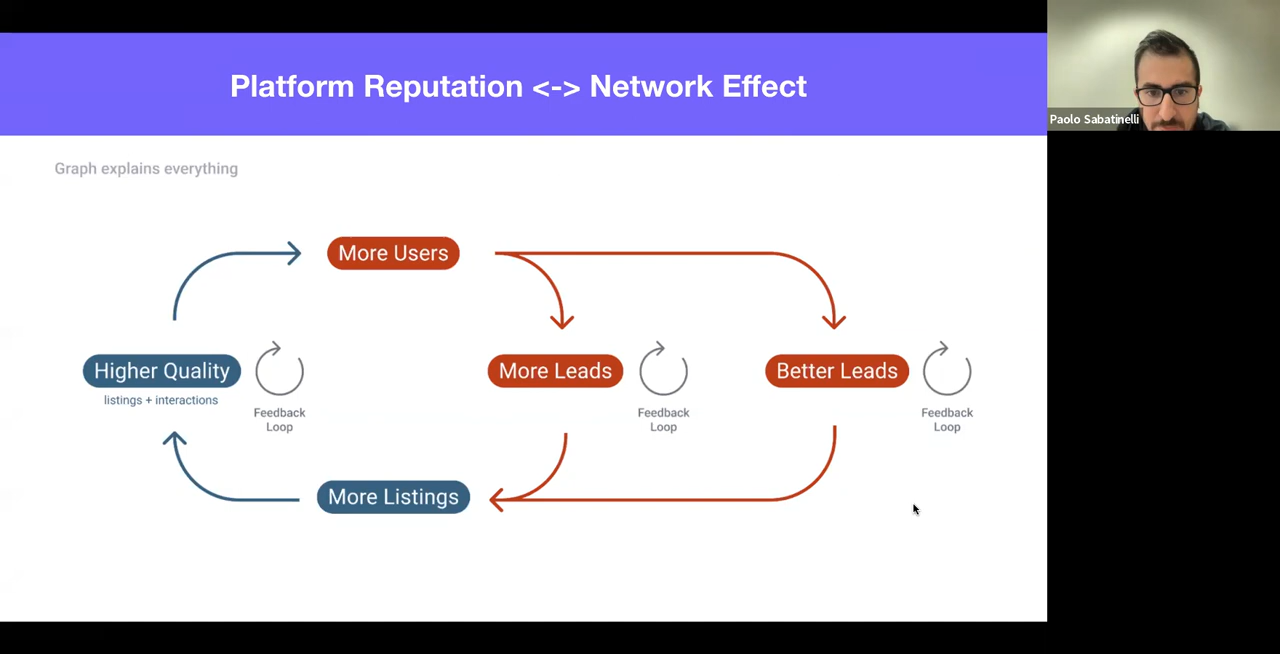 Platform Reputation <-> Network Effect
Paolo Sabatinelli
Graph explains everything
More Users
Higher Quality
listings + interactions
Feedback
Loop
More Leads
Feedback
Loop
Better Leads
Feedback
Loop
More Listings